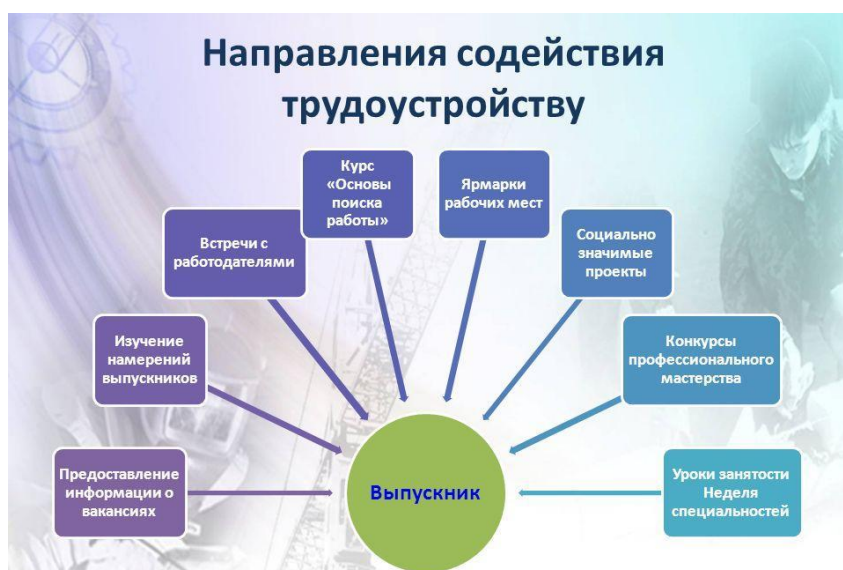 Направления содействия
трудоустройству
Курс
«Основы
поиска
работы»
Ярмарки
рабочих мест
Встречи с
работодателями
Социально
значимые
проекты
Изучение
намерений
выпускников
Конкурсы
профессионального
мастерства
Предоставление
информации о
вакансиях
Выпускник
Уроки занятости
Неделя
специальностей